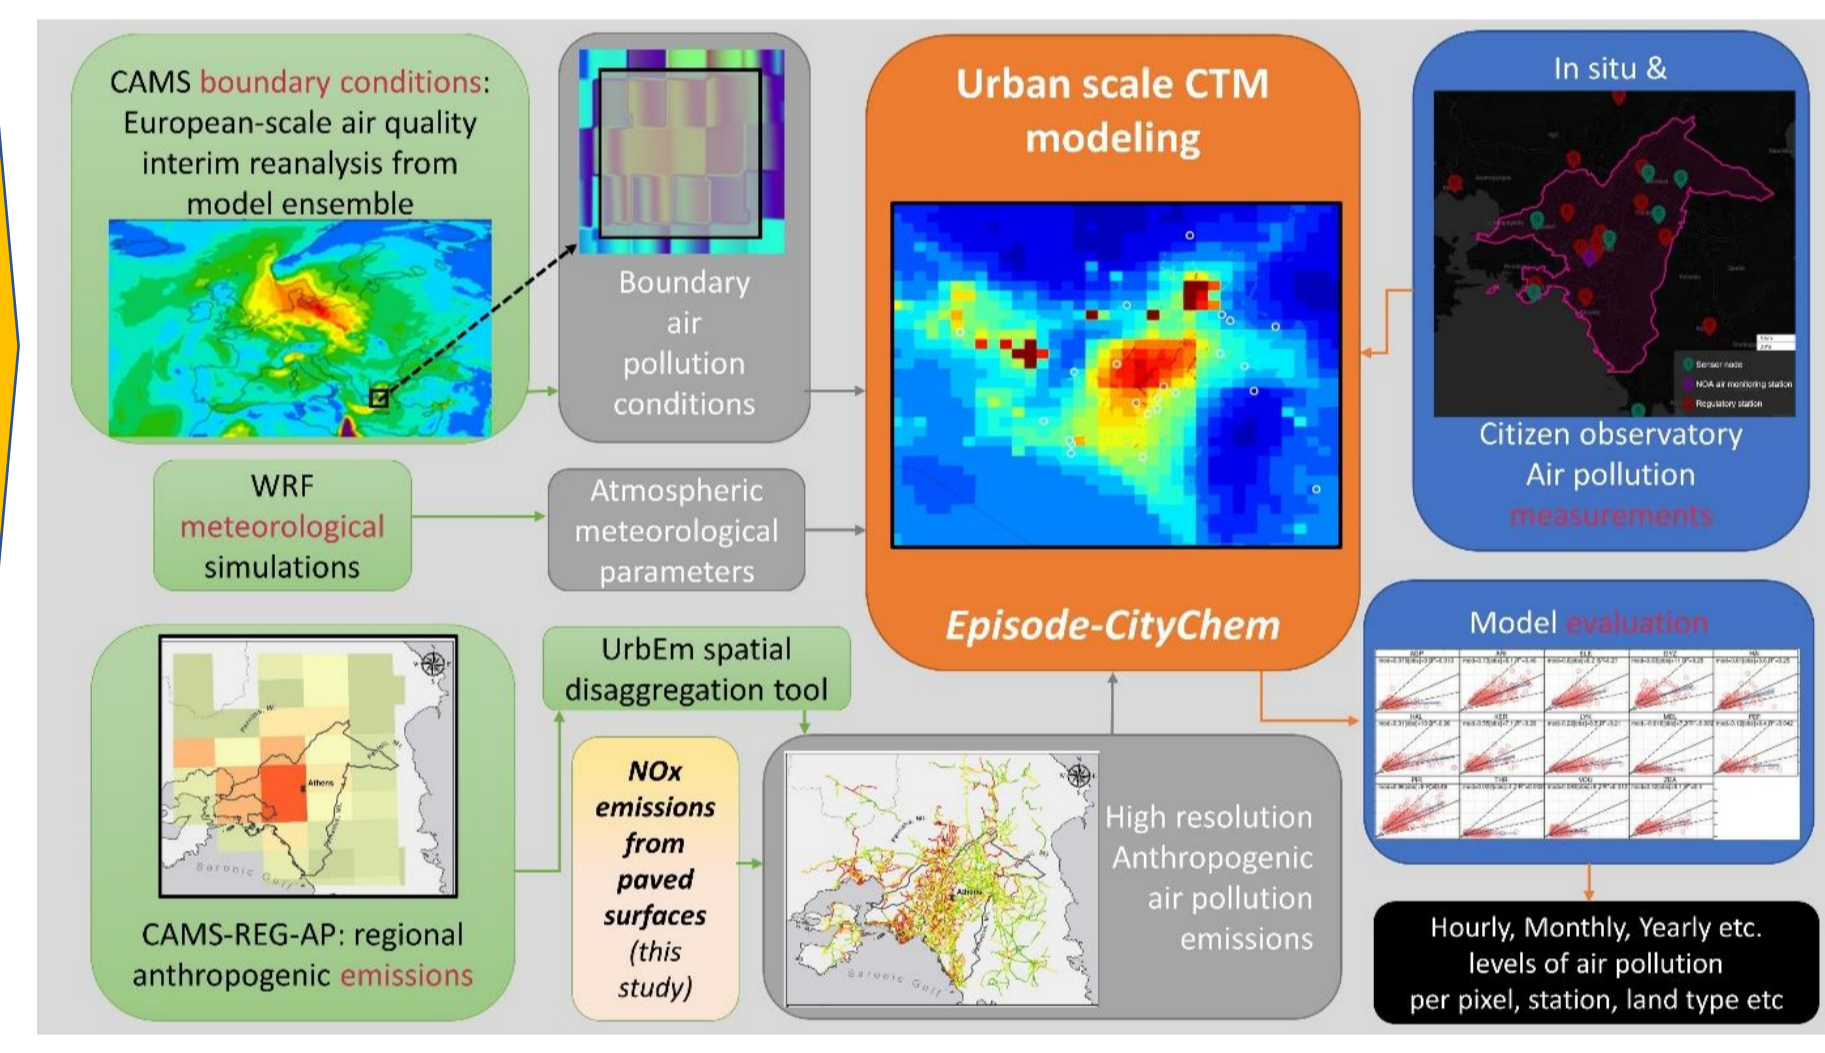 CAMS boundary conditions:
European-scale air quality
interim reanalysis from
model ensemble
Boundary
air
pollution
conditions
Urban scale CTM
modeling
Episode-CityChem
In situ &
Sensor node
NOA air monitoring station
Regulatory station
Citizen observatory
Air pollution
measurements
WRF
meteorological
simulations
Atmospheric
meteorological
parameters
Athens
Saronic Gulf
CAMS-REG-AP: regional
anthropogenic emissions
UrbEm spatial
disaggregation tool
NOx
emissions
from
paved
surfaces
(this
study)
Athens
Saronic Gulf
High resolution
Anthropogenic
air pollution
emissions
Model evaluation
Hourly, Monthly, Yearly etc.
levels of air pollution
per pixel, station, land type etc